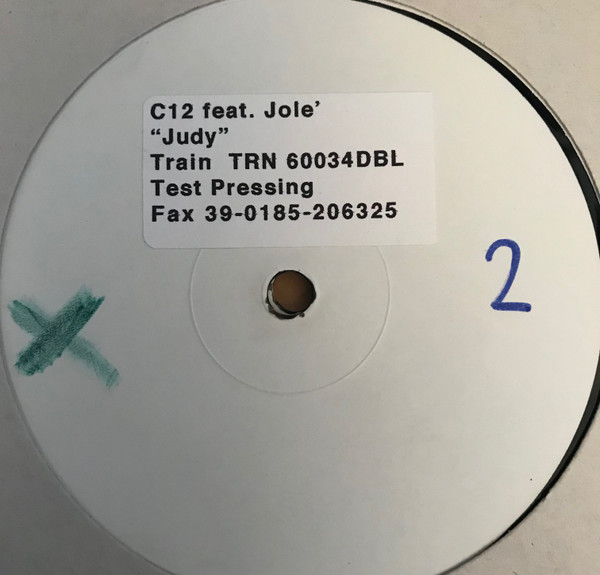 C12 feat. Jole’
“Judy”
Train TRN 60034DBL
Test Pressing
Fax 39-0185-206325
2